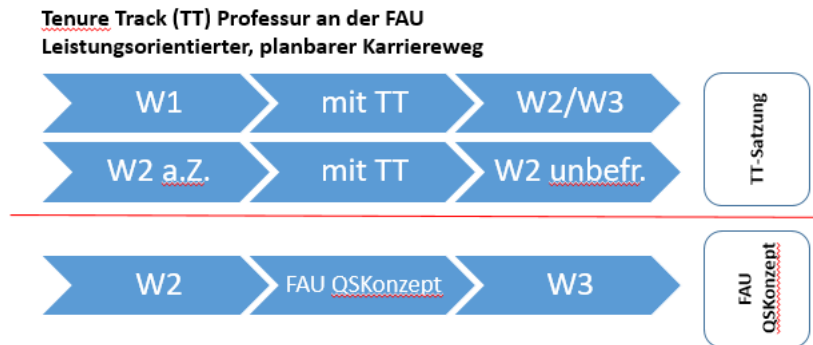 Tenure Track (TT) Professur an der FAU
Leistungsorientierter, planbarer Karriereweg
W1 mit TT W2/W3
W2 a.Z. mit TT W2 unbefr.
TT-Satzung
W2 FAU QSKonzept W3
FAU
QSKonzept